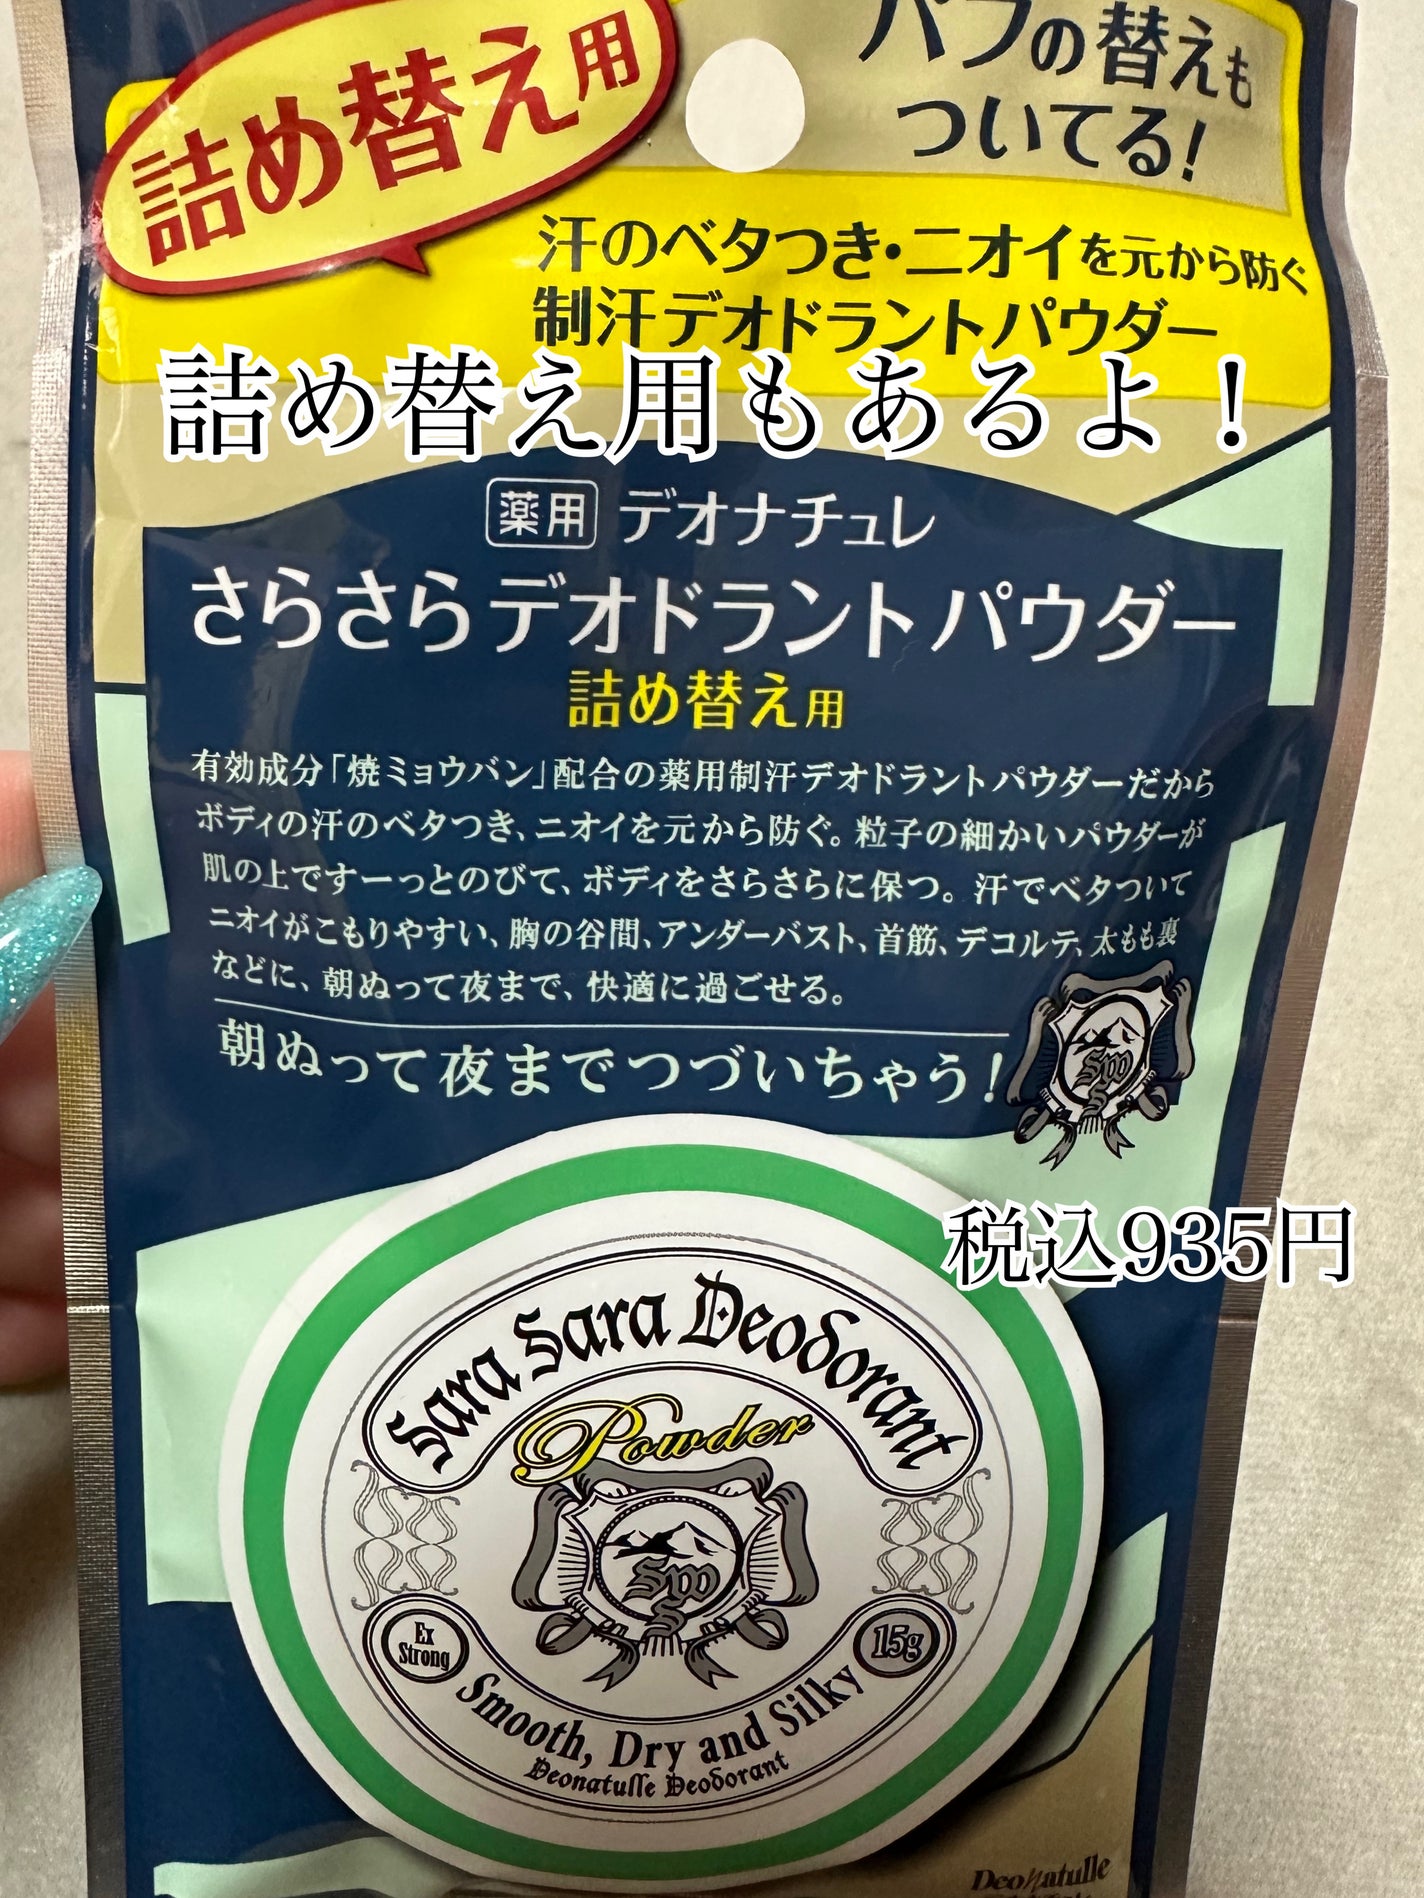 詰め替え用
パフの替えも
ついてる!
汗のベタつき・ニオイを元から防ぐ
制汗デオドラントパウダー
詰め替え用もあるよ！
薬用 デオナチュレ
さらさらデオドラントパウダー
詰め替え用
有効成分「焼ミョウバン」配合の薬用制汗デオドラントパウダーだから
ボディの汗のベタつき、ニオイを元から防ぐ。粒子の細かいパウダーが
肌の上ですーっとのびて、ボディをさらさらに保つ。汗でベタついて
ニオイがこもりやすい、胸の谷間、アンダーバスト、首筋、デコルテ、太もも裏
などに、朝ぬって夜まで、快適に過ごせる。
朝ぬって夜までつづいちゃう!
税込935円
Sara Sara Deodorant
Powder
Ex
Strong
15g
Smooth, Dry and Silky
Deonatulle Deodorant
Deonatulle